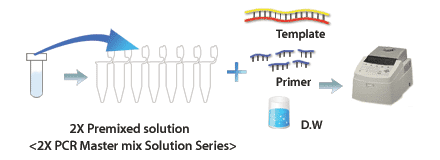 Template
Primer
D.W
2X Premixed solution
<2X PCR Master mix Solution Series>